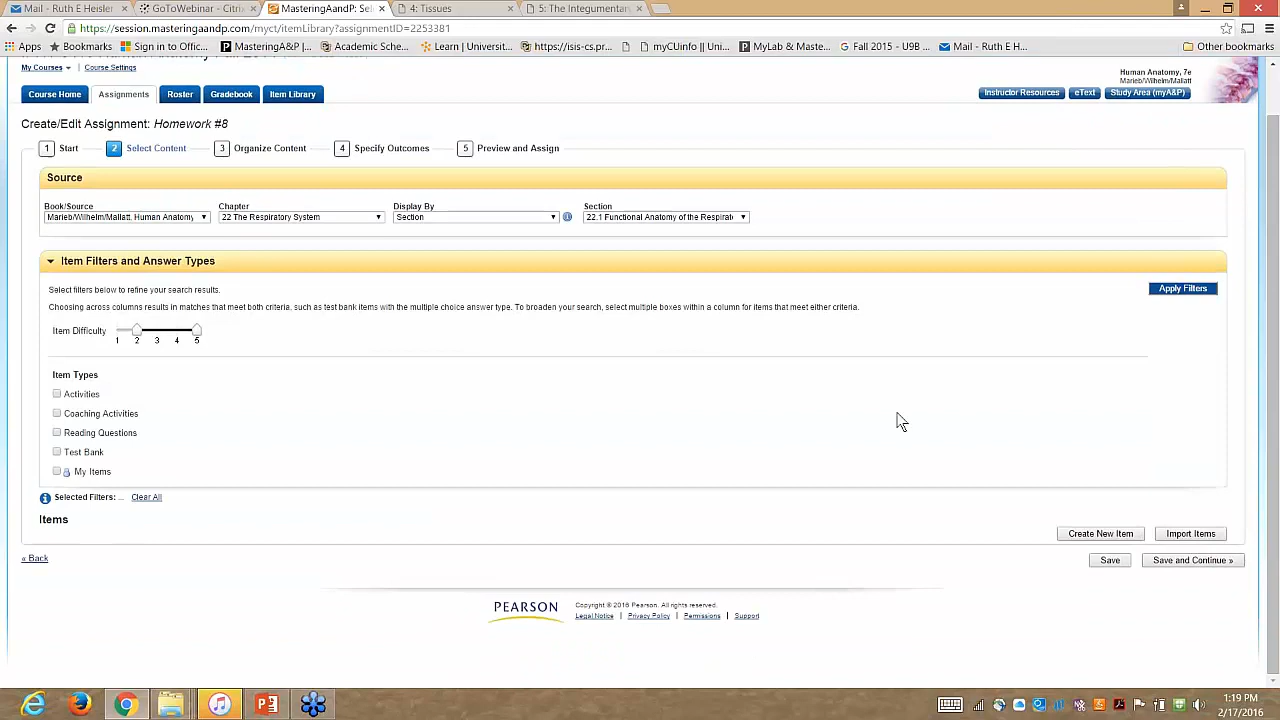 Mail - Ruth E Heisler
GoToWebinar - Citri
MasteringAandP: Sel
4: Tissues
5: The Integumentar
https://session.masteringaandp.com/myct/itemLibrary?assignmentID=2253381
Apps
Bookmarks
Sign in to Offic...
MasteringA&P |...
Academic Sche...
Learn | Universit...
https://isis-cs.pr...
myCUinfo || Uni...
MyLab & Maste...
Fall 2015 - U9B...
Mail - Ruth E H...
Other bookmarks
My Courses
Course Settings
Human Anatomy, 7e
Marieb/Wilhelm/Mallatt
Course Home
Assignments
Roster
Gradebook
Item Library
Instructor Resources
eText
Study Area (myA&P)
Create/Edit Assignment: Homework #8
1 Start
2 Select Content
3 Organize Content
4 Specify Outcomes
5 Preview and Assign
Source
Book/Source
Chapter
Display By
Section
Marieb/Wilhelm/Mallatt, Human Anatomy
22 The Respiratory System
Section
22.1 Functional Anatomy of the Respirat
Item Filters and Answer Types
Select filters below to refine your search results.
Apply Filters
Choosing across columns results in matches that meet both criteria, such as test bank items with the multiple choice answer type. To broaden your search, select multiple boxes within a column for items that meet either criteria.
Item Difficulty
1 2 3 4 5
Item Types
Activities
Coaching Activities
Reading Questions
Test Bank
My Items
Selected Filters: ...
Clear All
Items
Create New Item
Import Items
« Back
Save
Save and Continue »
PEARSON
Copyright © 2016 Pearson. All rights reserved.
Legal Notice | Privacy Policy | Permissions | Support
1:19 PM
2/17/2016